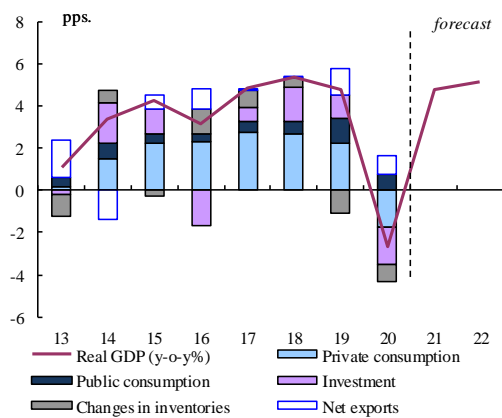 pps.
forecast
8
6
4
2
0
-2
-4
-6
13 14 15 16 17 18 19 20 21 22
Real GDP (y-o-y%) Private consumption
Public consumption Investment
Changes in inventories Net exports